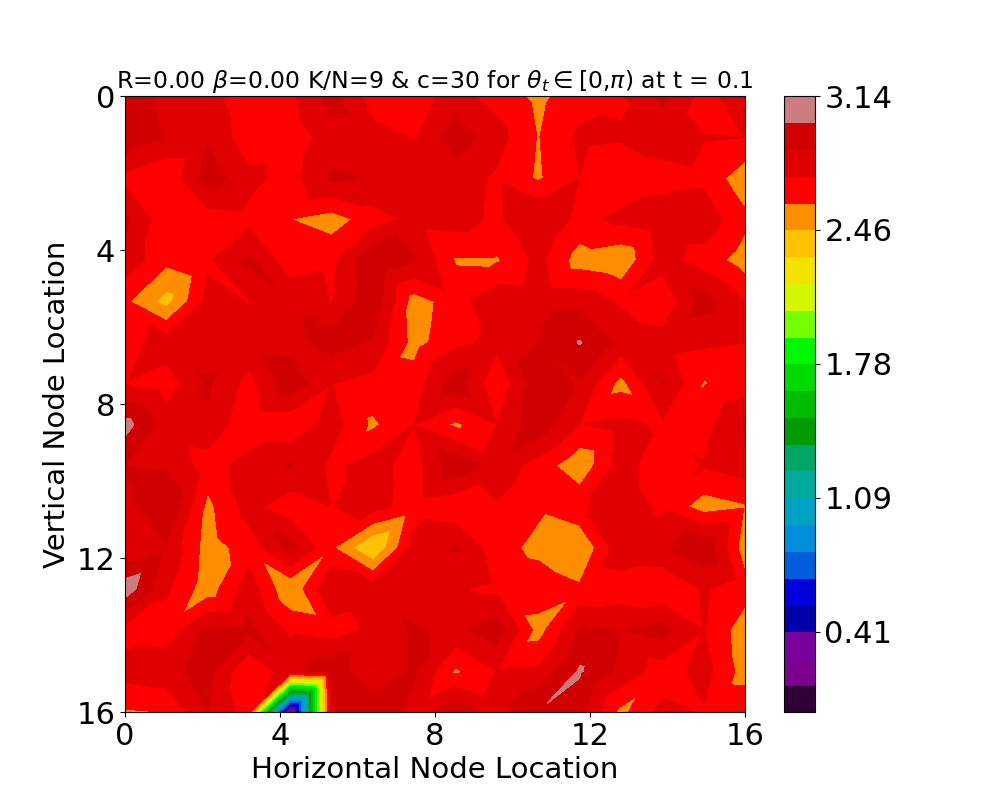 R=0.00 β=0.00 K/N=9 & c=30 for θₜ∈[0,π) at t = 0.1
0
4
8
12
16
Vertical Node Location
0 4 8 12 16
Horizontal Node Location
3.14
2.46
1.78
1.09
0.41